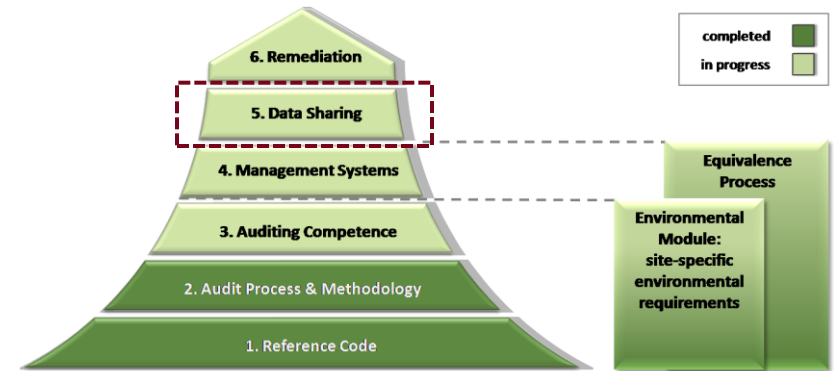 completed
in progress
6. Remediation
5. Data Sharing
4. Management Systems
3. Auditing Competence
2. Audit Process & Methodology
1. Reference Code
Equivalence
Process
Environmental
Module:
site-specific
environmental
requirements